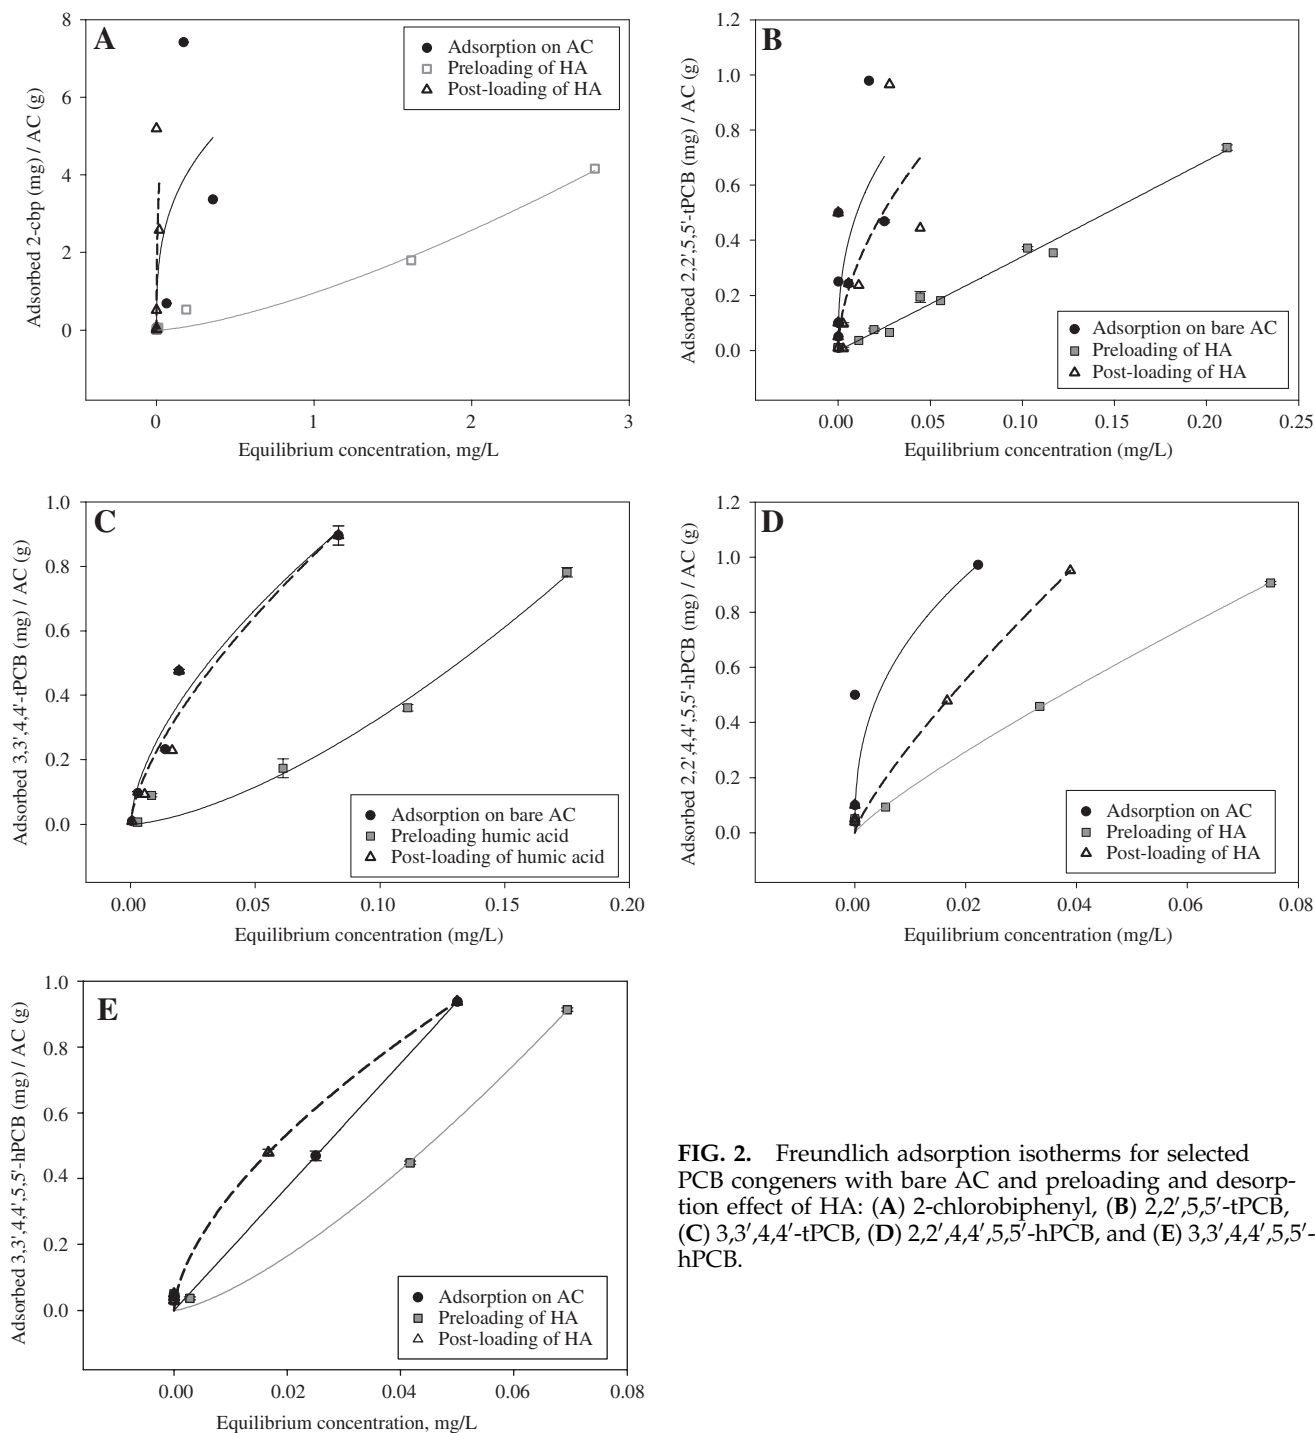 A
8
6
4
2
0
0
1
2
3
Adsorbed 2-cbp (mg) / AC (g)
Equilibrium concentration, mg/L
Adsorption on AC
Preloading of HA
Post-loading of HA
B
1.2
1.0
0.8
0.6
0.4
0.2
0.0
0.00
0.05
0.10
0.15
0.20
0.25
Adsorbed 2,2',5,5'-tPCB (mg) / AC (g)
Equilibrium concentration (mg/L)
Adsorption on bare AC
Preloading of HA
Post-loading of HA
C
1.0
0.8
0.6
0.4
0.2
0.0
0.00
0.05
0.10
0.15
0.20
Adsorbed 3,3',4,4'-tPCB (mg) / AC (g)
Equilibrium concentration (mg/L)
Adsorption on bare AC
Preloading humic acid
Post-loading of humic acid
D
1.2
1.0
0.8
0.6
0.4
0.2
0.0
0.00
0.02
0.04
0.06
0.08
Adsorbed 2,2',4,4',5,5'-hPCB (mg) / AC (g)
Equilibrium concentration (mg/L)
Adsorption on AC
Preloading of HA
Post-loading of HA
E
1.0
0.8
0.6
0.4
0.2
0.0
0.00
0.02
0.04
0.06
0.08
Adsorbed 3,3',4,4',5,5'-hPCB (mg) / AC (g)
Equilibrium concentration, mg/L
Adsorption on AC
Preloading of HA
Post-loading of HA
FIG. 2. Freundlich adsorption isotherms for selected
PCB congeners with bare AC and preloading and desorp-
tion effect of HA: (A) 2-chlorobiphenyl, (B) 2,2′,5,5′-tPCB,
(C) 3,3′,4,4′-tPCB, (D) 2,2′,4,4′,5,5′-hPCB, and (E) 3,3′,4,4′,5,5′-
hPCB.